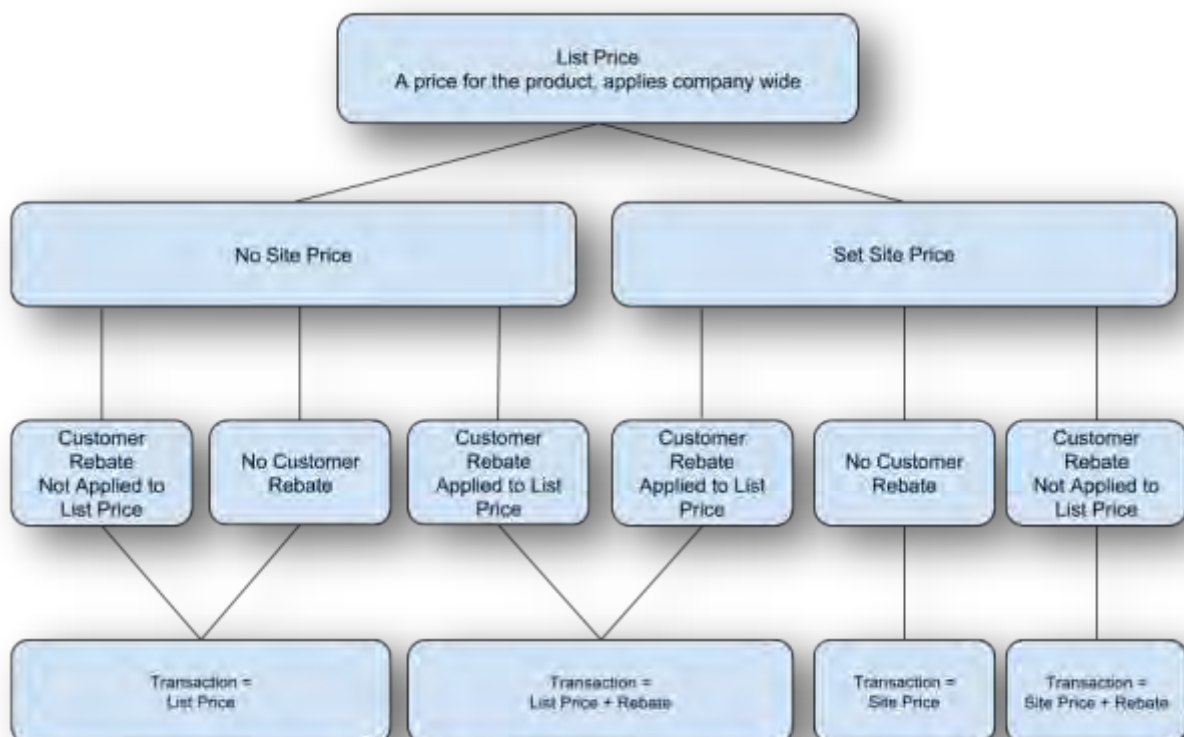 List Price
A price for the product, applies company wide
No Site Price
Set Site Price
Customer
Rebate
Not Applied to
List Price
No Customer
Rebate
Customer
Rebate
Applied to List
Price
Customer
Rebate
Applied to List
Price
No Customer
Rebate
Customer
Rebate
Not Applied to
List Price
Transaction =
List Price
Transaction =
List Price + Rebate
Transaction =
Site Price
Transaction =
Site Price + Rebate